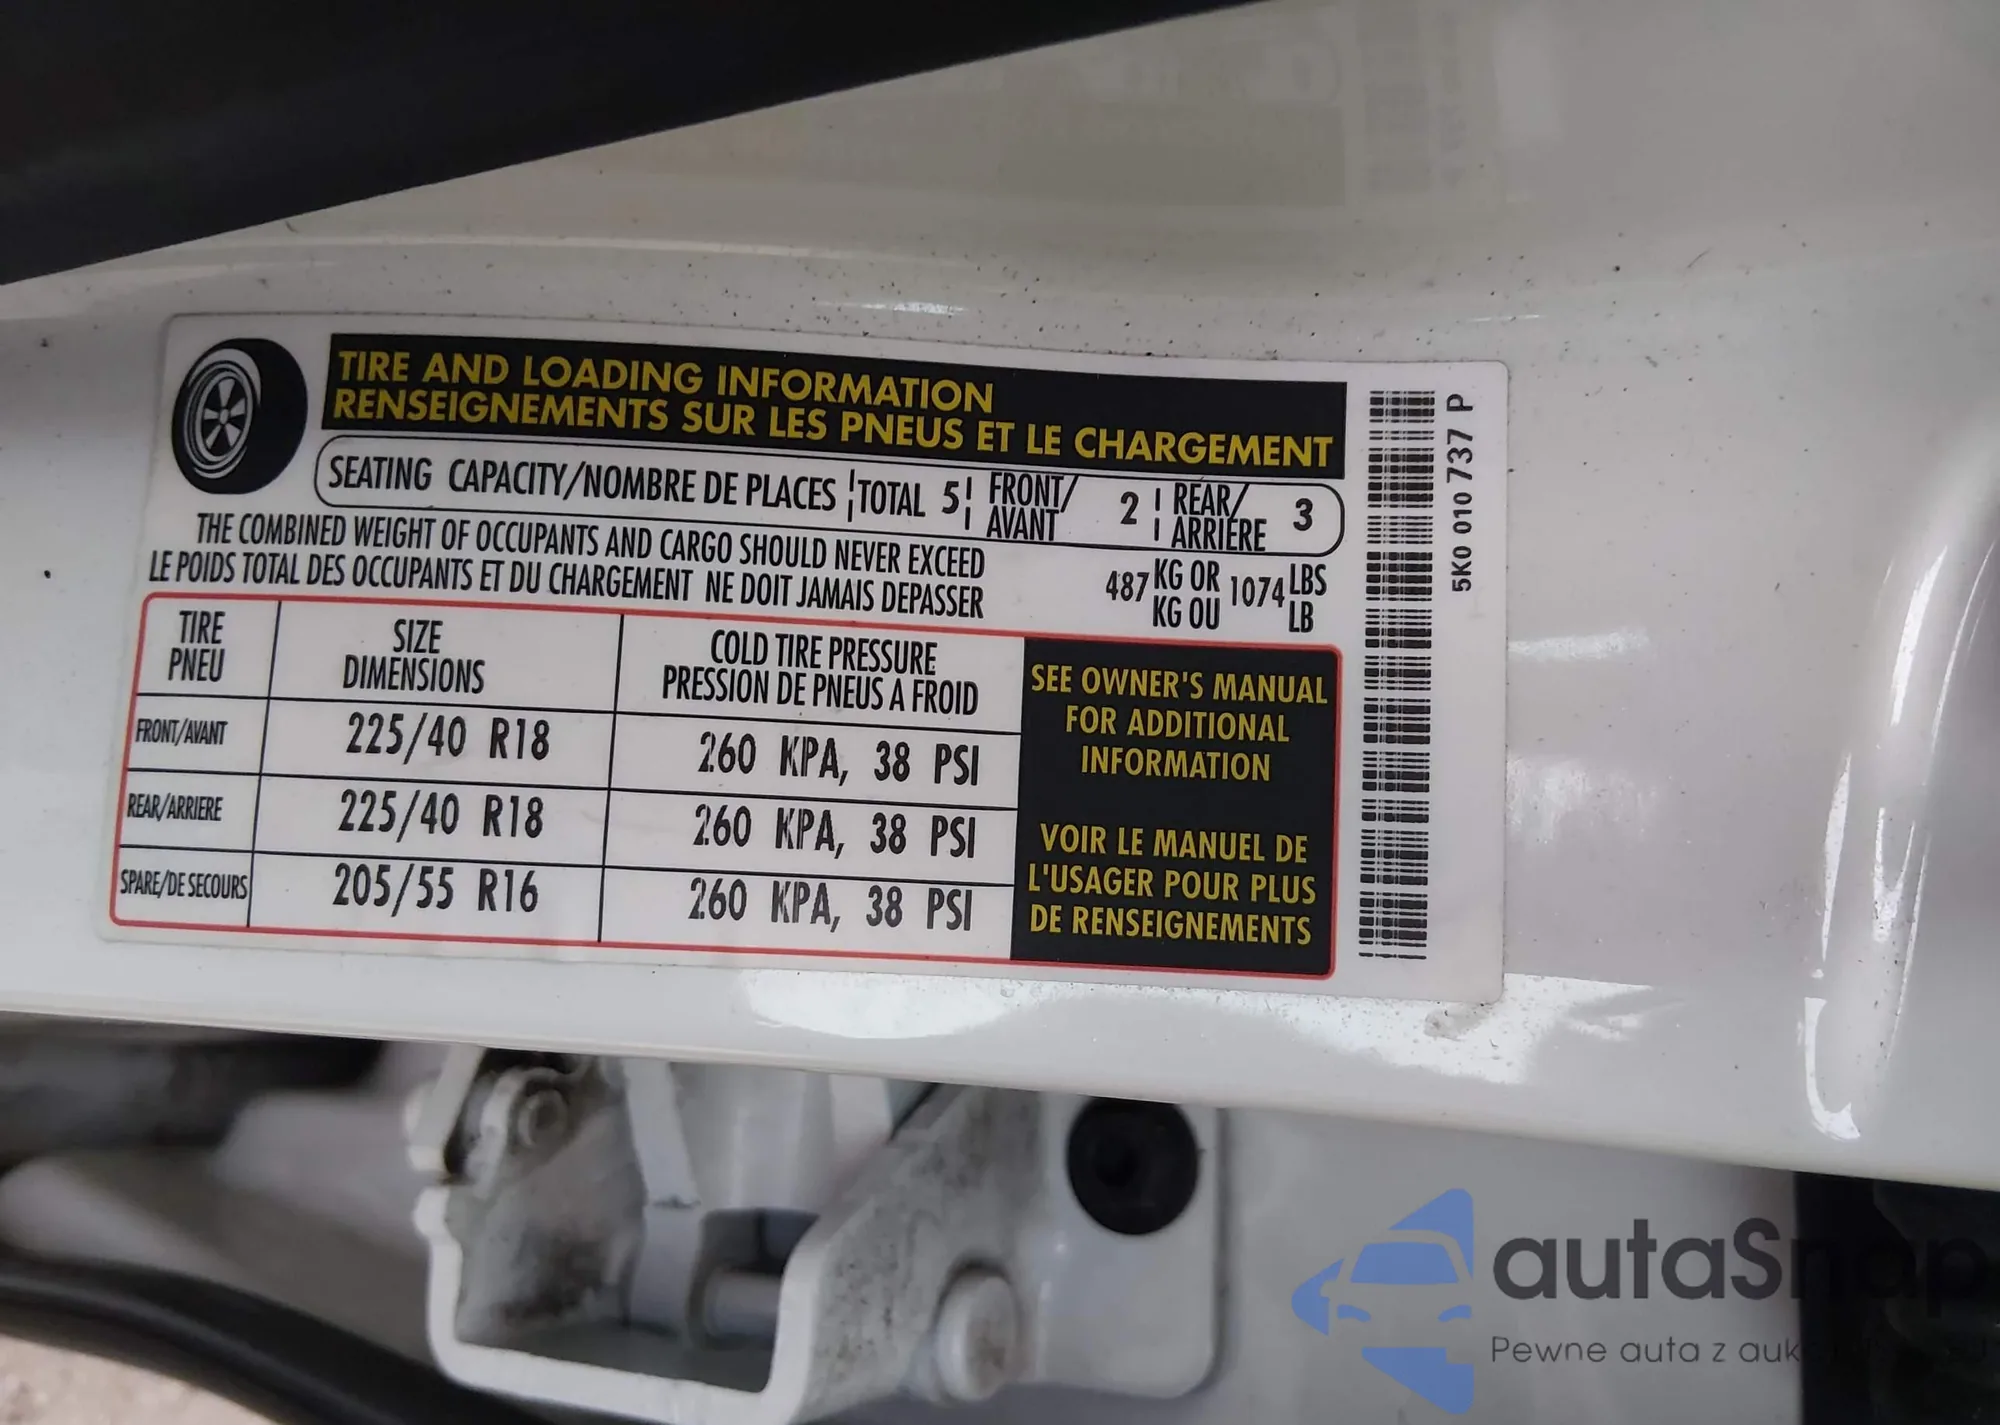 TIRE AND LOADING INFORMATION
RENSEIGNEMENTS SUR LES PNEUS ET LE CHARGEMENT
SEATING CAPACITY/NOMBRE DE PLACES TOTAL 5 FRONT/ AVANT 2 REAR/ ARRIÈRE 3
THE COMBINED WEIGHT OF OCCUPANTS AND CARGO SHOULD NEVER EXCEED
LE POIDS TOTAL DES OCCUPANTS ET DU CHARGEMENT NE DOIT JAMAIS DEPASSER
487 KG OR 1074 LBS
KG OU LB
TIRE SIZE COLD TIRE PRESSURE
PNEU DIMENSIONS PRESSION DE PNEUS A FROID
FRONT/AVANT 225/40 R18 260 KPA, 38 PSI
REAR/ARRIERE 225/40 R18 260 KPA, 38 PSI
SPARE/DE SECOURS 205/55 R16 260 KPA, 38 PSI
SEE OWNER'S MANUAL
FOR ADDITIONAL
INFORMATION
VOIR LE MANUEL DE
L'USAGER POUR PLUS
DE RENSEIGNEMENTS
5K0 010 737 P
autaSnap
Pewne auta z